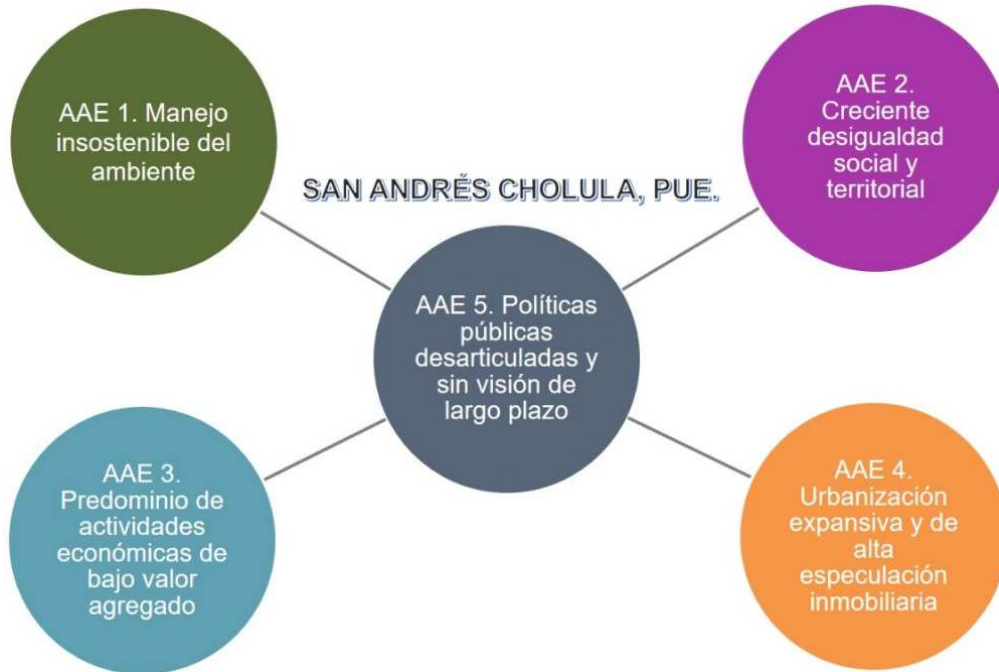 AAE 1. Manejo
insostenible del
ambiente
AAE 2.
Creciente
desigualdad
social y
territorial
SAN ANDRÉS CHOLULA, PUE.
AAE 5. Políticas
públicas
desarticuladas y
sin visión de
largo plazo
AAE 3.
Predominio de
actividades
económicas de
bajo valor
agregado
AAE 4.
Urbanización
expansiva y de
alta
especulación
inmobiliaria